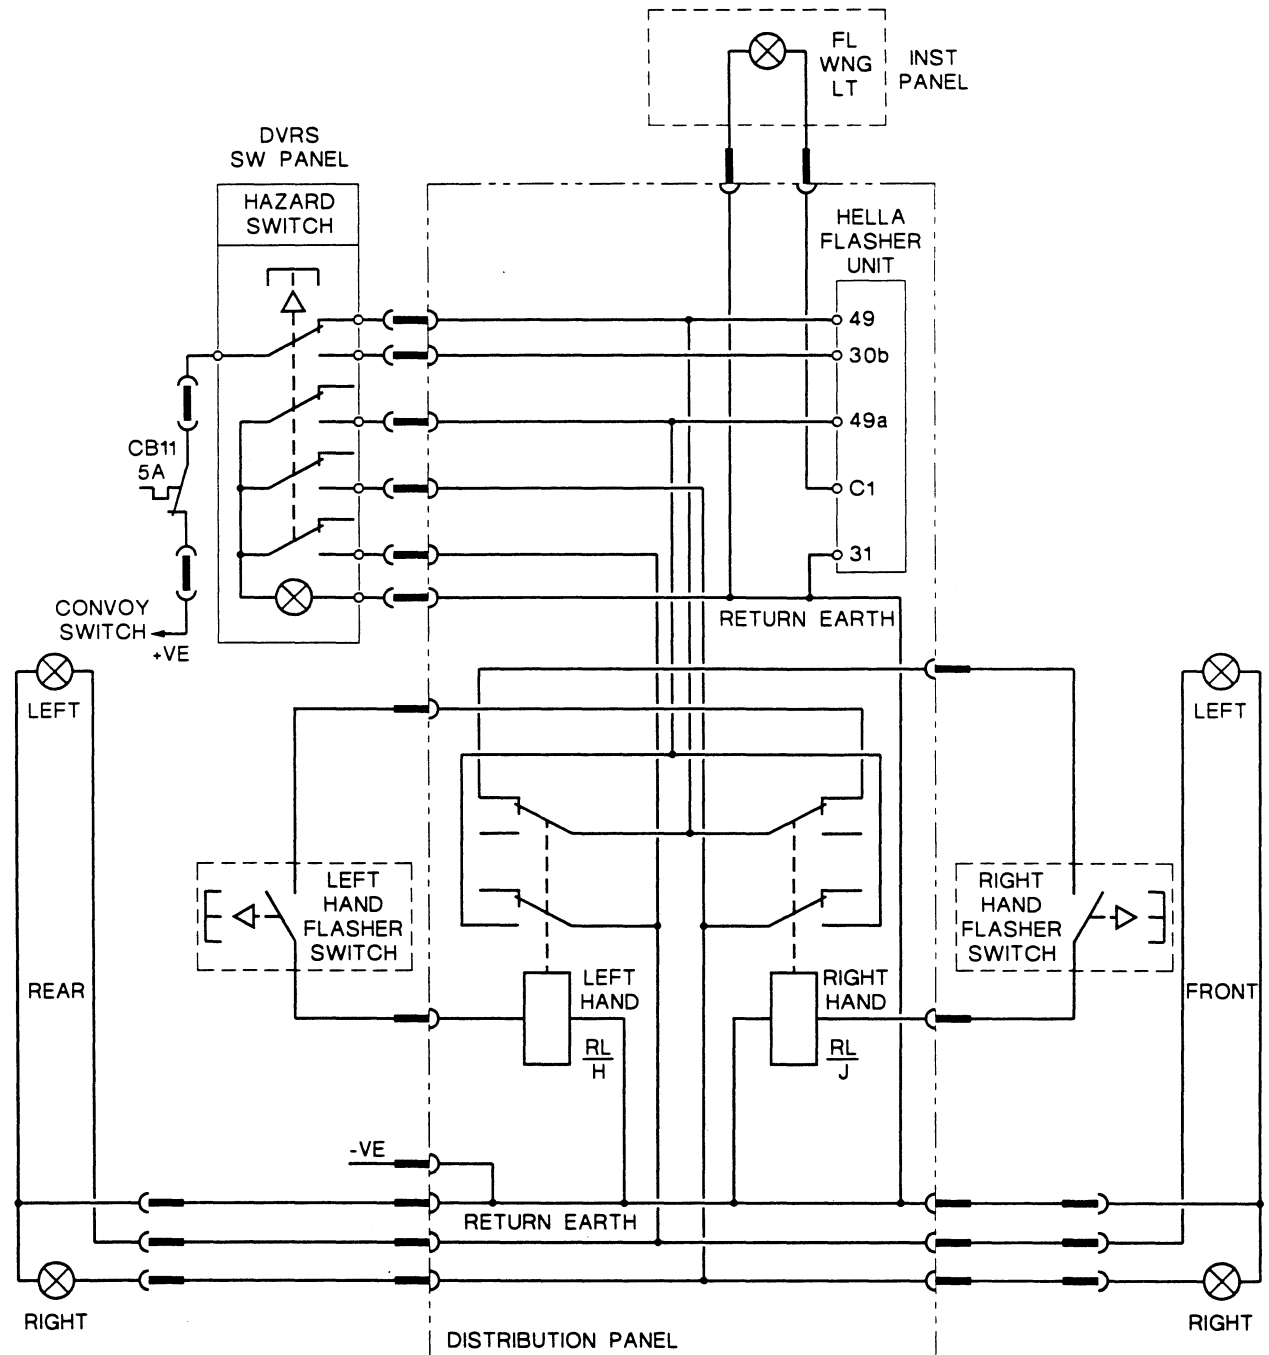 FL
WNG
LT
INST
PANEL
DVRS
SW PANEL
HAZARD
SWITCH
HELLA
FLASHER
UNIT
49
30b
49a
C1
31
CB11
5A
CONVOY
SWITCH
+VE
RETURN EARTH
LEFT
LEFT
LEFT
HAND
FLASHER
SWITCH
RIGHT
HAND
FLASHER
SWITCH
REAR
LEFT
HAND
RL
H
RIGHT
HAND
RL
J
FRONT
-VE
RETURN EARTH
RIGHT
RIGHT
DISTRIBUTION PANEL